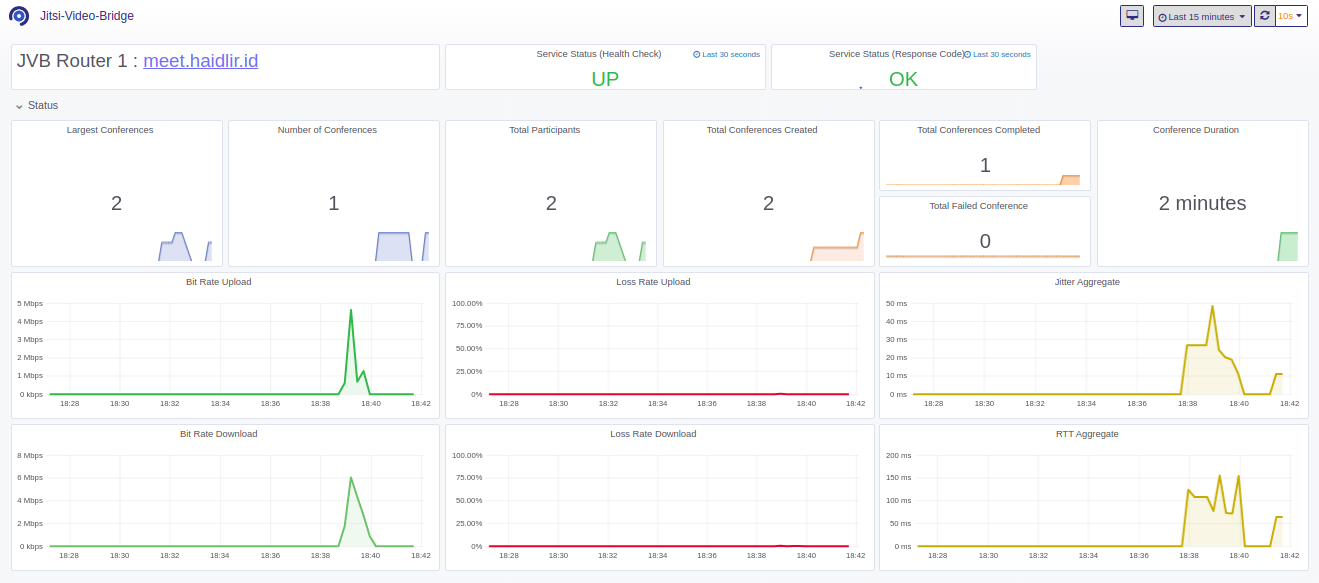 Jitsi-Video-Bridge
Last 15 minutes
10s
JVB Router 1 : meet.haidlir.id
Service Status (Health Check)
Last 30 seconds
UP
Service Status (Response Code)
Last 30 seconds
OK
Status
Largest Conferences
2
Number of Conferences
1
Total Participants
2
Total Conferences Created
2
Total Conferences Completed
1
Total Failed Conference
0
Conference Duration
2 minutes
Bit Rate Upload
5 Mbps
4 Mbps
3 Mbps
2 Mbps
1 Mbps
0 kbps
18:28 18:30 18:32 18:34 18:36 18:38 18:40 18:42
Loss Rate Upload
100.00%
75.00%
50.00%
25.00%
0%
18:28 18:30 18:32 18:34 18:36 18:38 18:40 18:42
Jitter Aggregate
50 ms
40 ms
30 ms
20 ms
10 ms
0 ms
18:28 18:30 18:32 18:34 18:36 18:38 18:40 18:42
Bit Rate Download
8 Mbps
6 Mbps
4 Mbps
2 Mbps
0 kbps
18:28 18:30 18:32 18:34 18:36 18:38 18:40 18:42
Loss Rate Download
100.00%
75.00%
50.00%
25.00%
0%
18:28 18:30 18:32 18:34 18:36 18:38 18:40 18:42
RTT Aggregate
200 ms
150 ms
100 ms
50 ms
0 ms
18:28 18:30 18:32 18:34 18:36 18:38 18:40 18:42